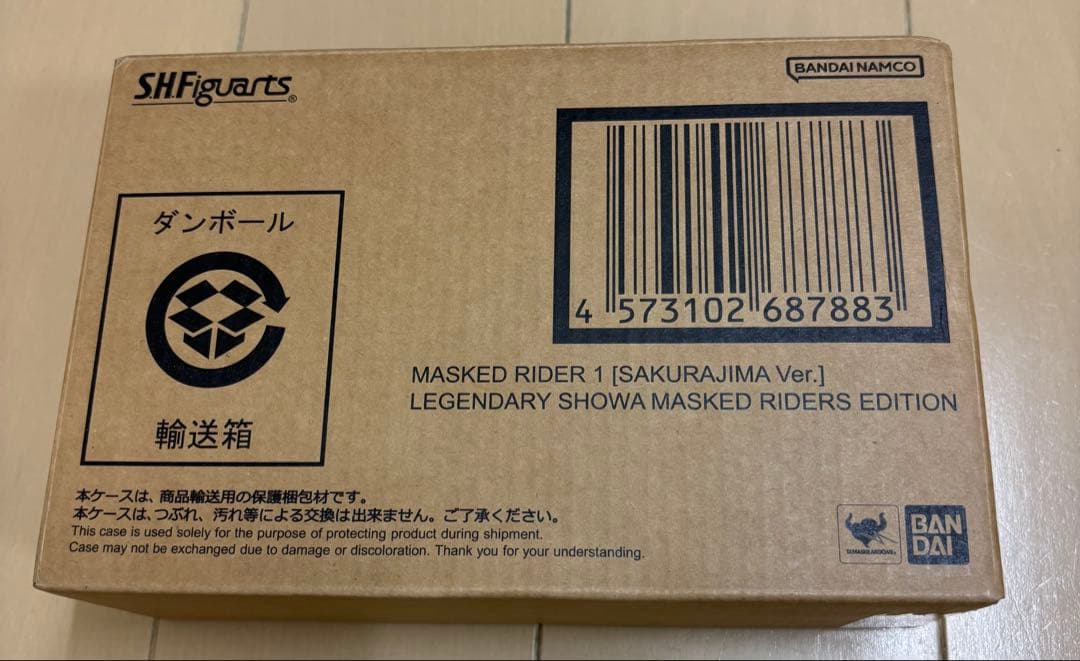 S.H.Figuarts®
BANDAI NAMCO
ダンボール
輸送箱
4 573102 687883
MASKED RIDER 1 [SAKURAJIMA Ver.]
LEGENDARY SHOWA MASKED RIDERS EDITION
本ケースは、商品輸送用の保護梱包材です。
本ケースは、つぶれ、汚れ等による交換は出来ません。ご了承ください。
This case is used solely for the purpose of protecting product during shipment.
Case may not be exchanged due to damage or discoloration. Thank you for your understanding.
TAMASHII NATIONS
BAN
DAI